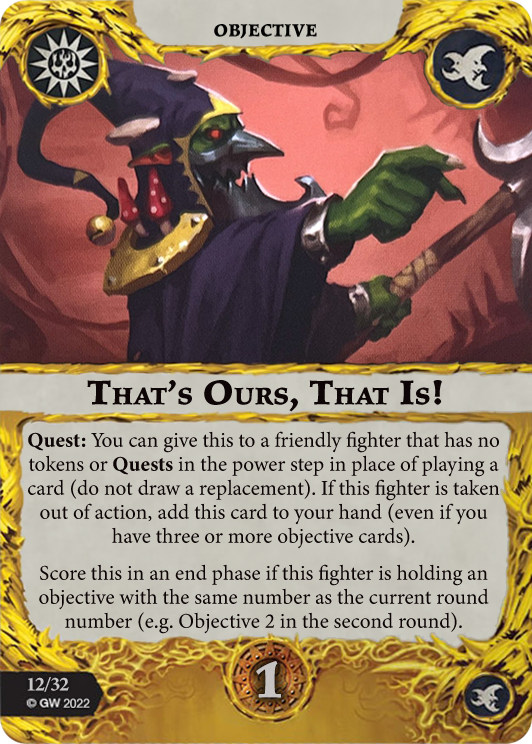 OBJECTIVE
THAT'S OURS, THAT IS!
Quest: You can give this to a friendly fighter that has no
tokens or Quests in the power step in place of playing a
card (do not draw a replacement). If this fighter is taken
out of action, add this card to your hand (even if you
have three or more objective cards).
Score this in an end phase if this fighter is holding an
objective with the same number as the current round
number (e.g. Objective 2 in the second round).
12/32
© GW 2022
1